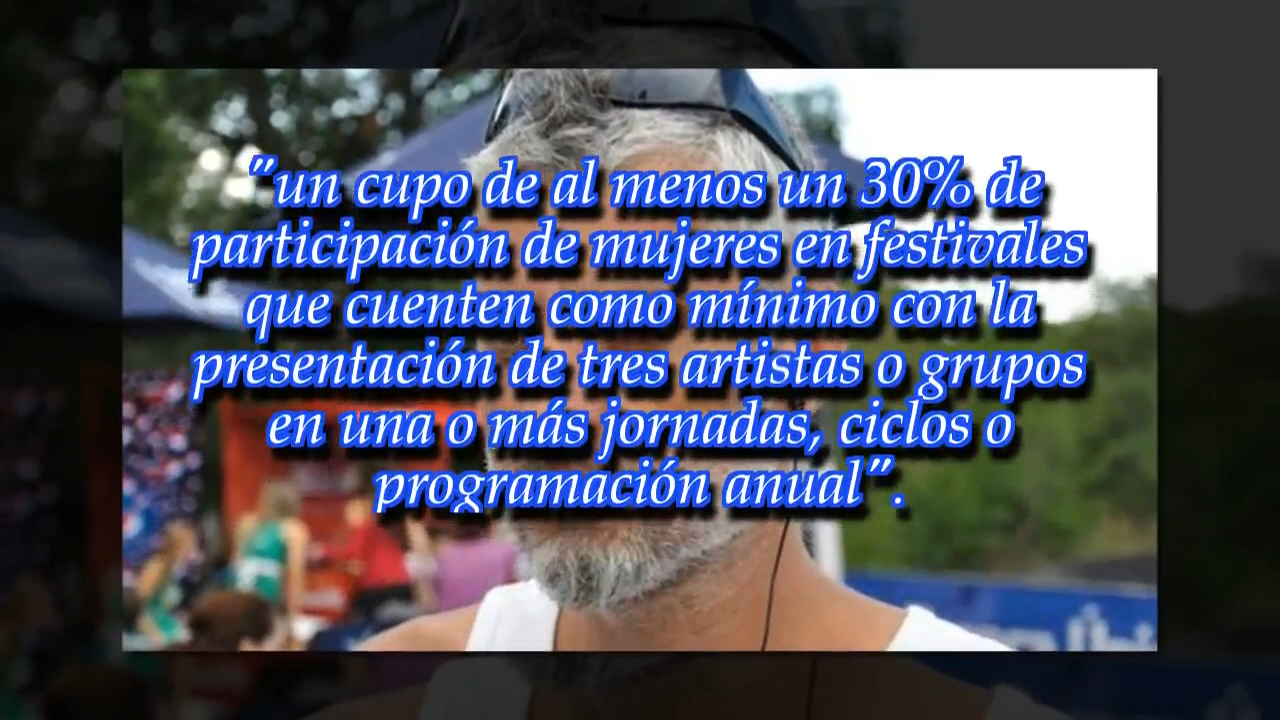 "un cupo de al menos un 30% de
participación de mujeres en festivales
que cuenten como mínimo con la
presentación de tres artistas o grupos
en una o más jornadas, ciclos o
programación anual".